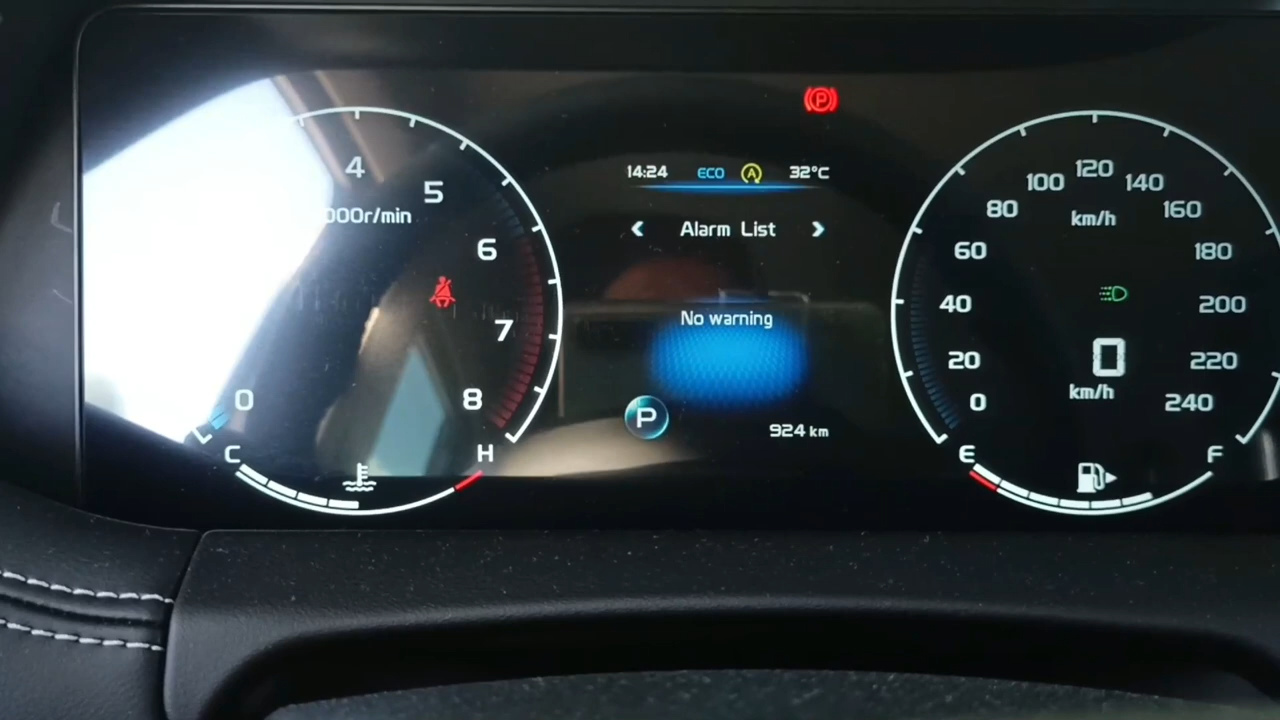 P
14:24 ECO A 32°C
< Alarm List >
No warning
P
924 km
4
5
000r/min
6
7
8
0
C
H
0
20
40
60
80
100
120
140
160
180
200
220
240
km/h
0
km/h
E
F